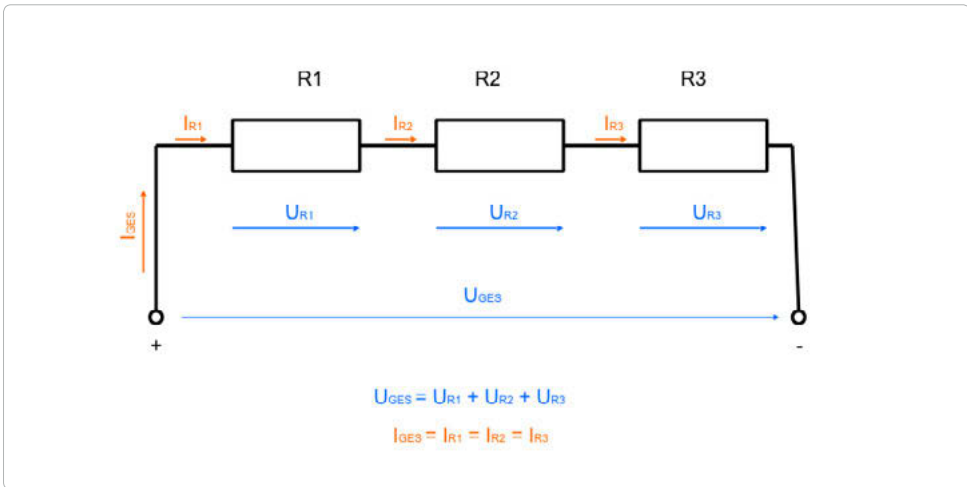 R1 R2 R3
IR1 IR2 IR3
IGES
UR1 UR2 UR3
UGES
+ -
UGES = UR1 + UR2 + UR3
IGES = IR1 = IR2 = IR3